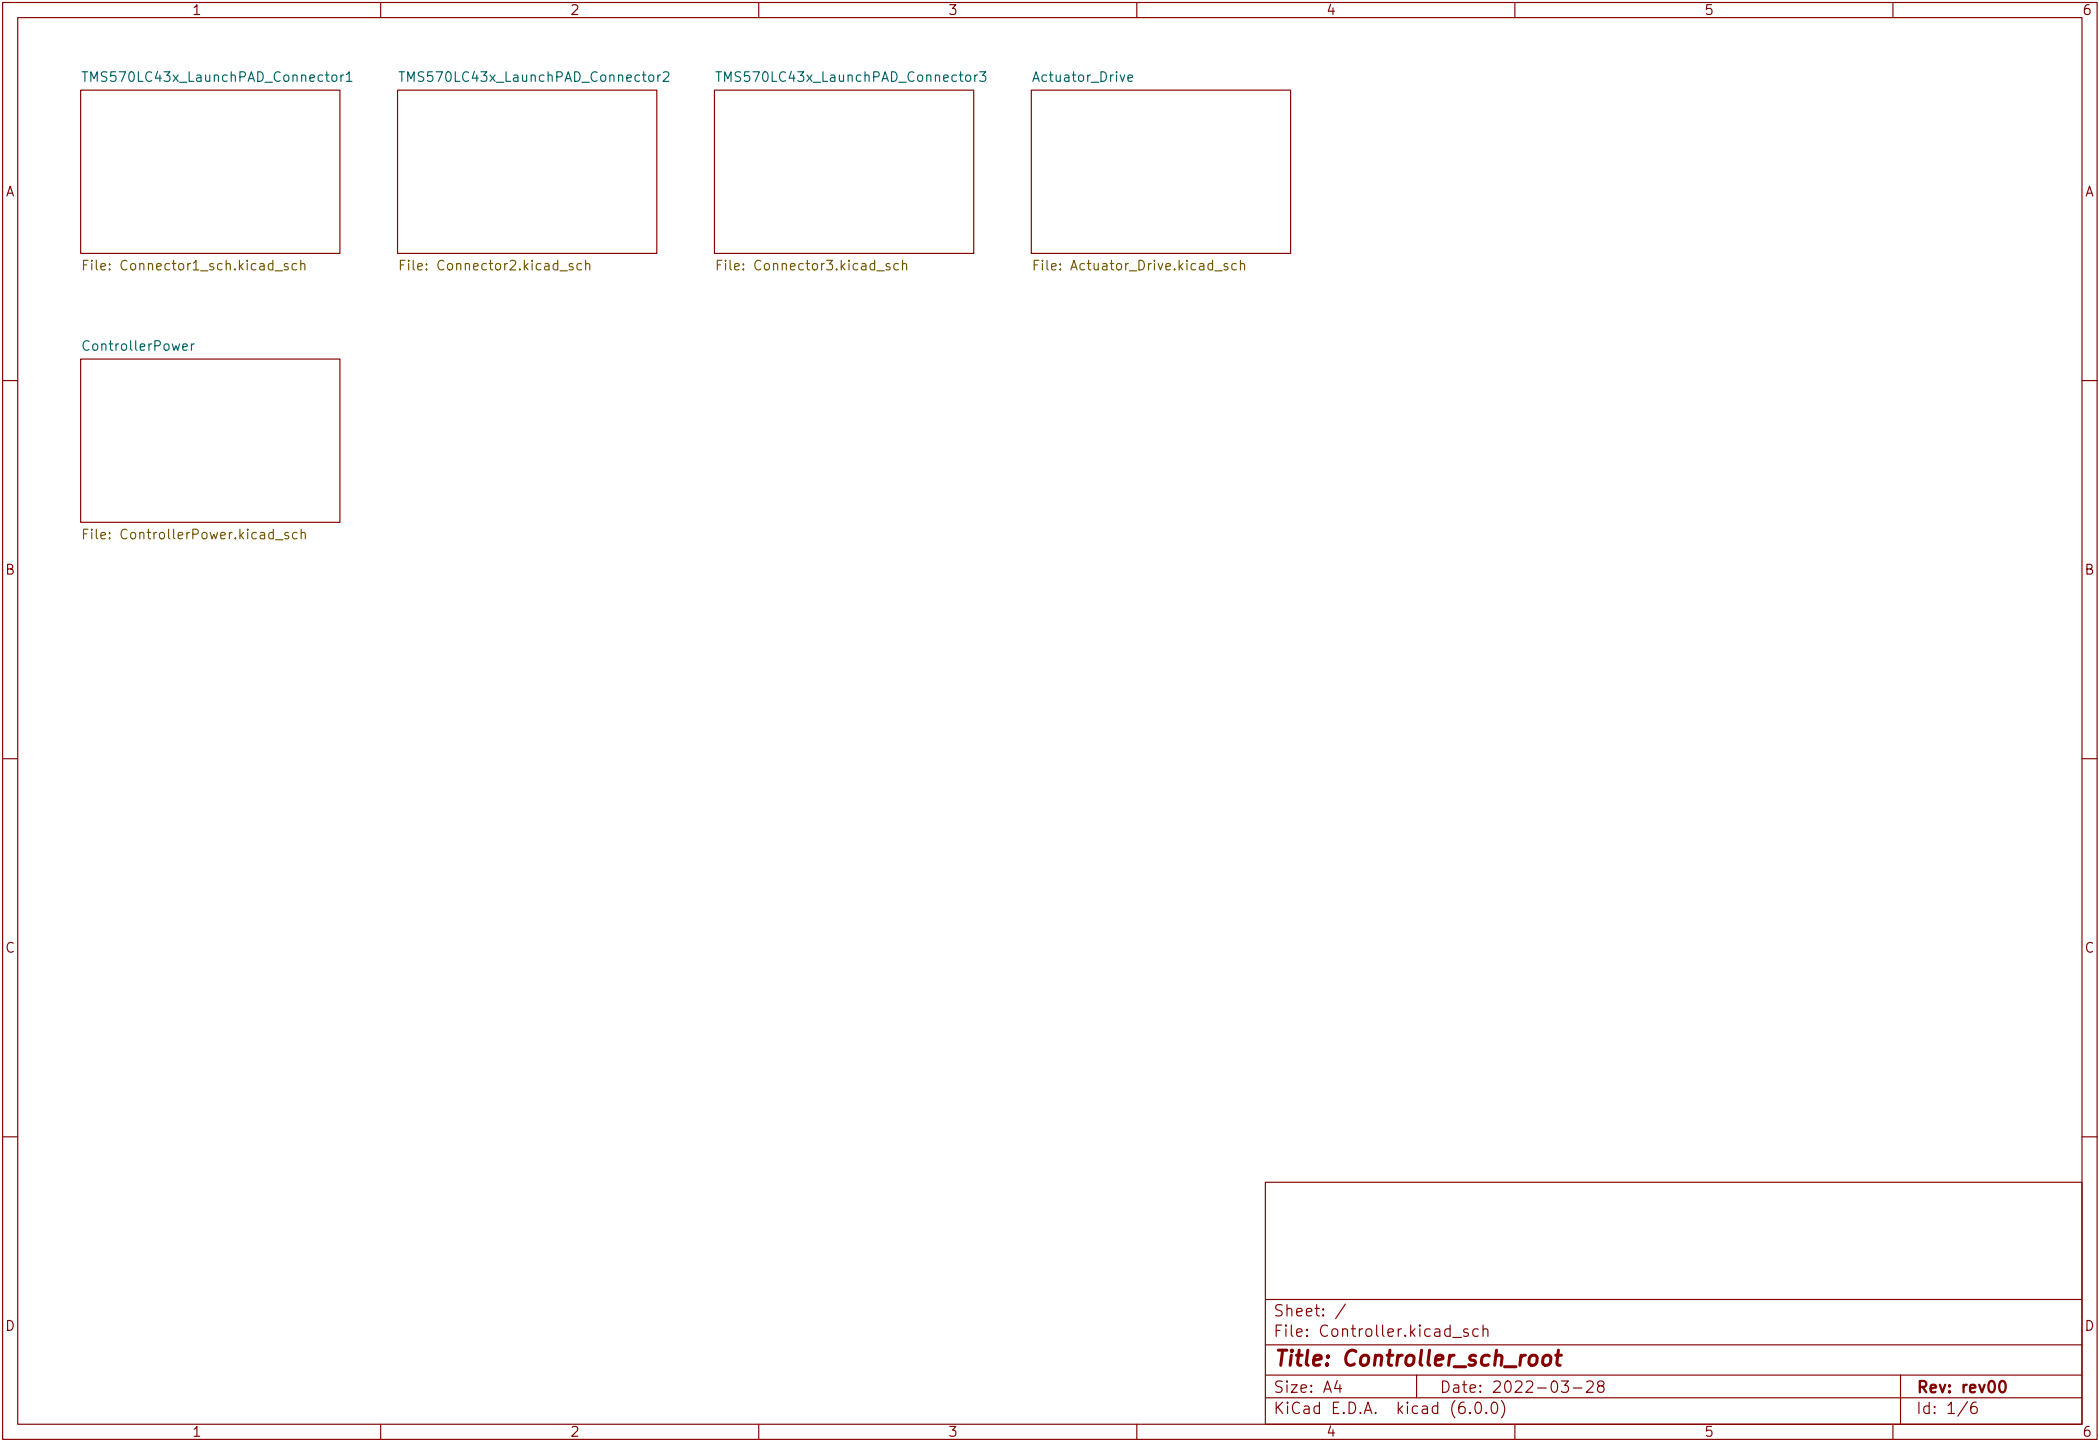 1 2 3 4 5 6
TMS570LC43x_LaunchPAD_Connector1 TMS570LC43x_LaunchPAD_Connector2 TMS570LC43x_LaunchPAD_Connector3 Actuator_Drive
A A
File: Connector1_sch.kicad_sch File: Connector2.kicad_sch File: Connector3.kicad_sch File: Actuator_Drive.kicad_sch
ControllerPower
File: ControllerPower.kicad_sch
B B
C C
Sheet: /
D D
File: Controller.kicad_sch
Title: Controller_sch_root
Size: A4 Date: 2022-03-28 Rev: rev00
KiCad E.D.A. kicad (6.0.0) Id: 1/6
1 2 3 4 5 6